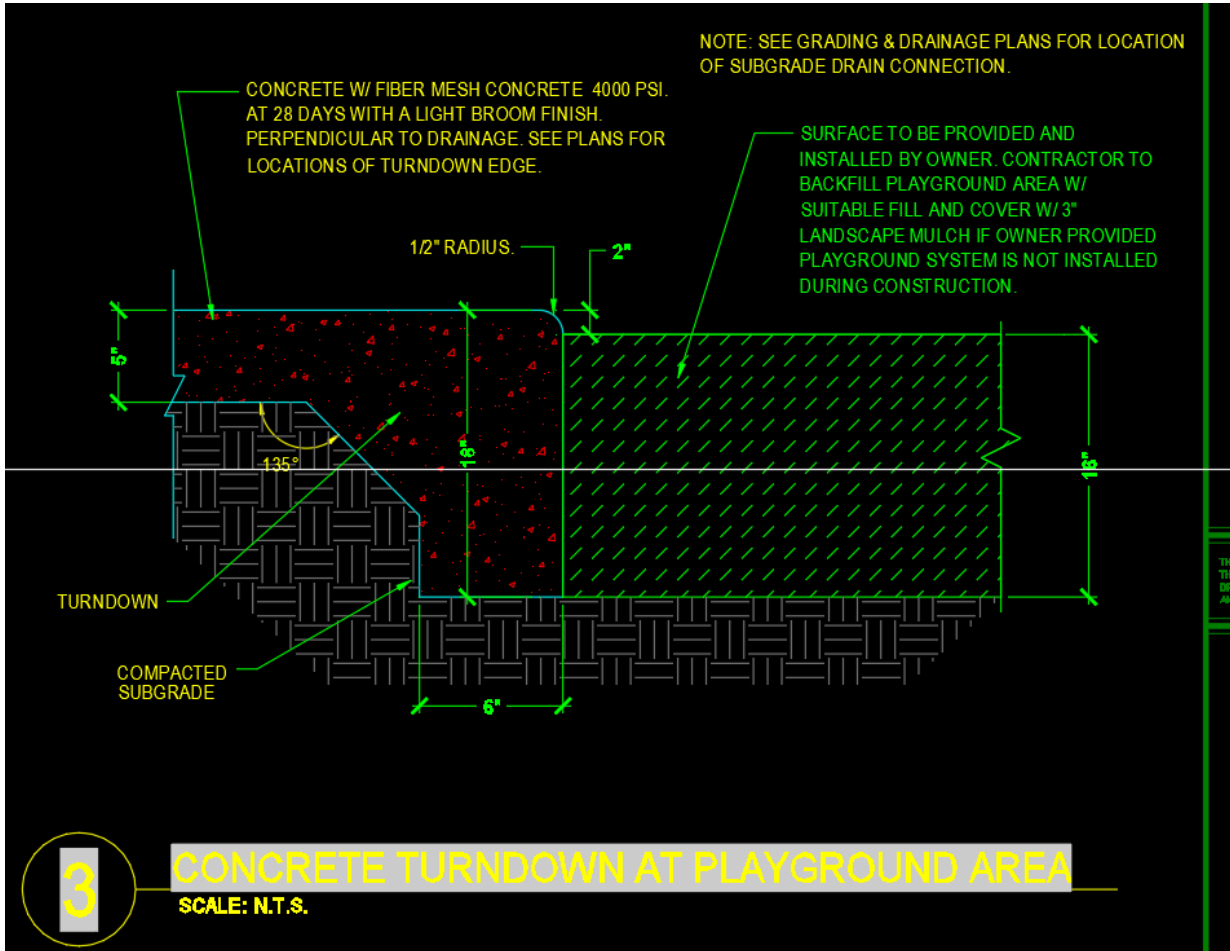 NOTE: SEE GRADING & DRAINAGE PLANS FOR LOCATION
OF SUBGRADE DRAIN CONNECTION.
CONCRETE W/ FIBER MESH CONCRETE 4000 PSI.
AT 28 DAYS WITH A LIGHT BROOM FINISH.
PERPENDICULAR TO DRAINAGE. SEE PLANS FOR
LOCATIONS OF TURNDOWN EDGE.
SURFACE TO BE PROVIDED AND
INSTALLED BY OWNER. CONTRACTOR TO
BACKFILL PLAYGROUND AREA W/
SUITABLE FILL AND COVER W/ 3"
LANDSCAPE MULCH IF OWNER PROVIDED
PLAYGROUND SYSTEM IS NOT INSTALLED
DURING CONSTRUCTION.
1/2" RADIUS.
2"
5"
135°
18"
16"
TURNDOWN
COMPACTED
SUBGRADE
6"
3
CONCRETE TURNDOWN AT PLAYGROUND AREA
SCALE: N.T.S.